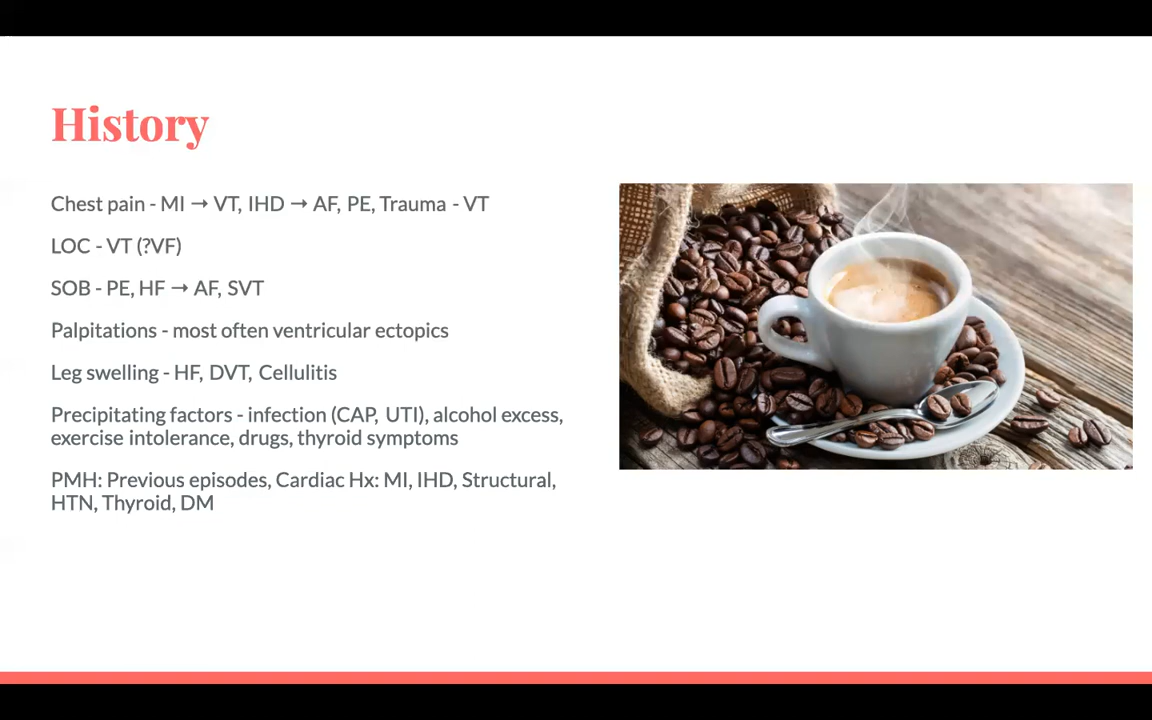 History
Chest pain - MI → VT, IHD → AF, PE, Trauma - VT
LOC - VT (?VF)
SOB - PE, HF → AF, SVT
Palpitations - most often ventricular ectopics
Leg swelling - HF, DVT, Cellulitis
Precipitating factors - infection (CAP, UTI), alcohol excess,
exercise intolerance, drugs, thyroid symptoms
PMH: Previous episodes, Cardiac Hx: MI, IHD, Structural,
HTN, Thyroid, DM